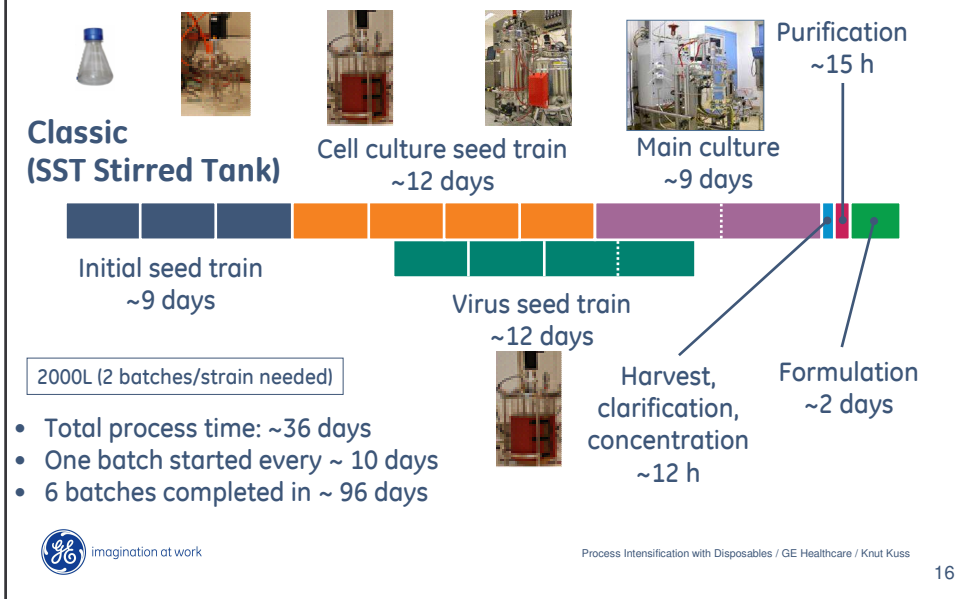 Purification
~15 h
Classic
(SST Stirred Tank)
Cell culture seed train
~12 days
Main culture
~9 days
Initial seed train
~9 days
Virus seed train
~12 days
2000L (2 batches/strain needed)
Harvest,
clarification,
concentration
~12 h
Formulation
~2 days
• Total process time: ~36 days
• One batch started every ~ 10 days
• 6 batches completed in ~ 96 days
GE imagination at work
Process Intensification with Disposables / GE Healthcare / Knut Kuss
16